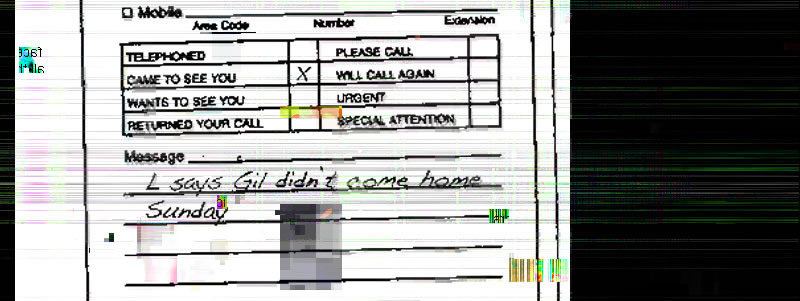 ☐ Mobile
Area Code Number Extension
TELEPHONED PLEASE CALL
CAME TO SEE YOU X WILL CALL AGAIN
WANTS TO SEE YOU URGENT
RETURNED YOUR CALL SPECIAL ATTENTION
Message
L says Gil didn't come home
Sunday